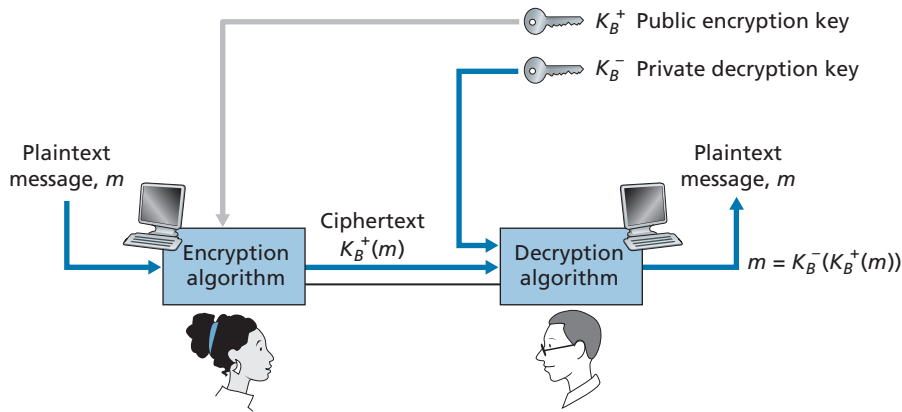 K_B^+ Public encryption key
K_B^- Private decryption key
Plaintext
message, m
Plaintext
message, m
Ciphertext
K_B^+(m)
Encryption
algorithm
Decryption
algorithm
m = K_B^-(K_B^+(m))